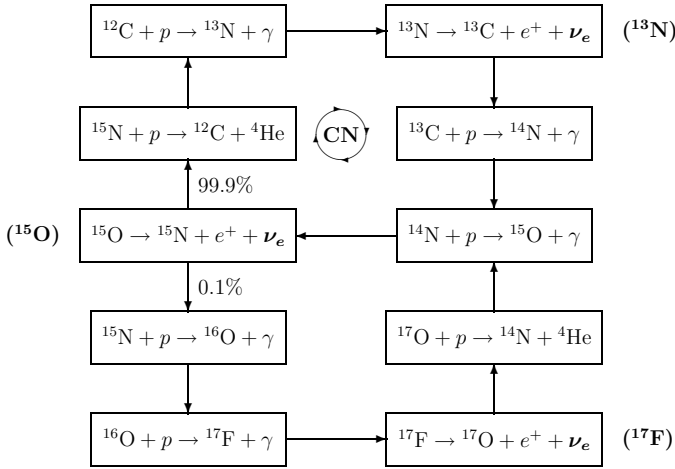 ¹²C + p → ¹³N + γ
¹³N → ¹³C + e⁺ + νₑ (¹³N)
¹⁵N + p → ¹²C + ⁴He
CN
¹³C + p → ¹⁴N + γ
99.9%
(¹⁵O) ¹⁵O → ¹⁵N + e⁺ + νₑ
¹⁴N + p → ¹⁵O + γ
0.1%
¹⁵N + p → ¹⁶O + γ
¹⁷O + p → ¹⁴N + ⁴He
¹⁶O + p → ¹⁷F + γ
¹⁷F → ¹⁷O + e⁺ + νₑ (¹⁷F)